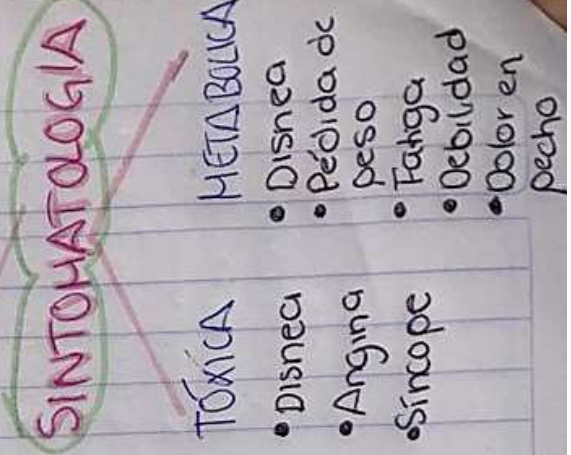 SINTOMATOLOGIA
TÓXICA
• Disnea
• Angina
• Síncope
METABOLICA
• Disnea
• Pédida de
peso
• Fatiga
• Debilidad
• Dolor en
pecho